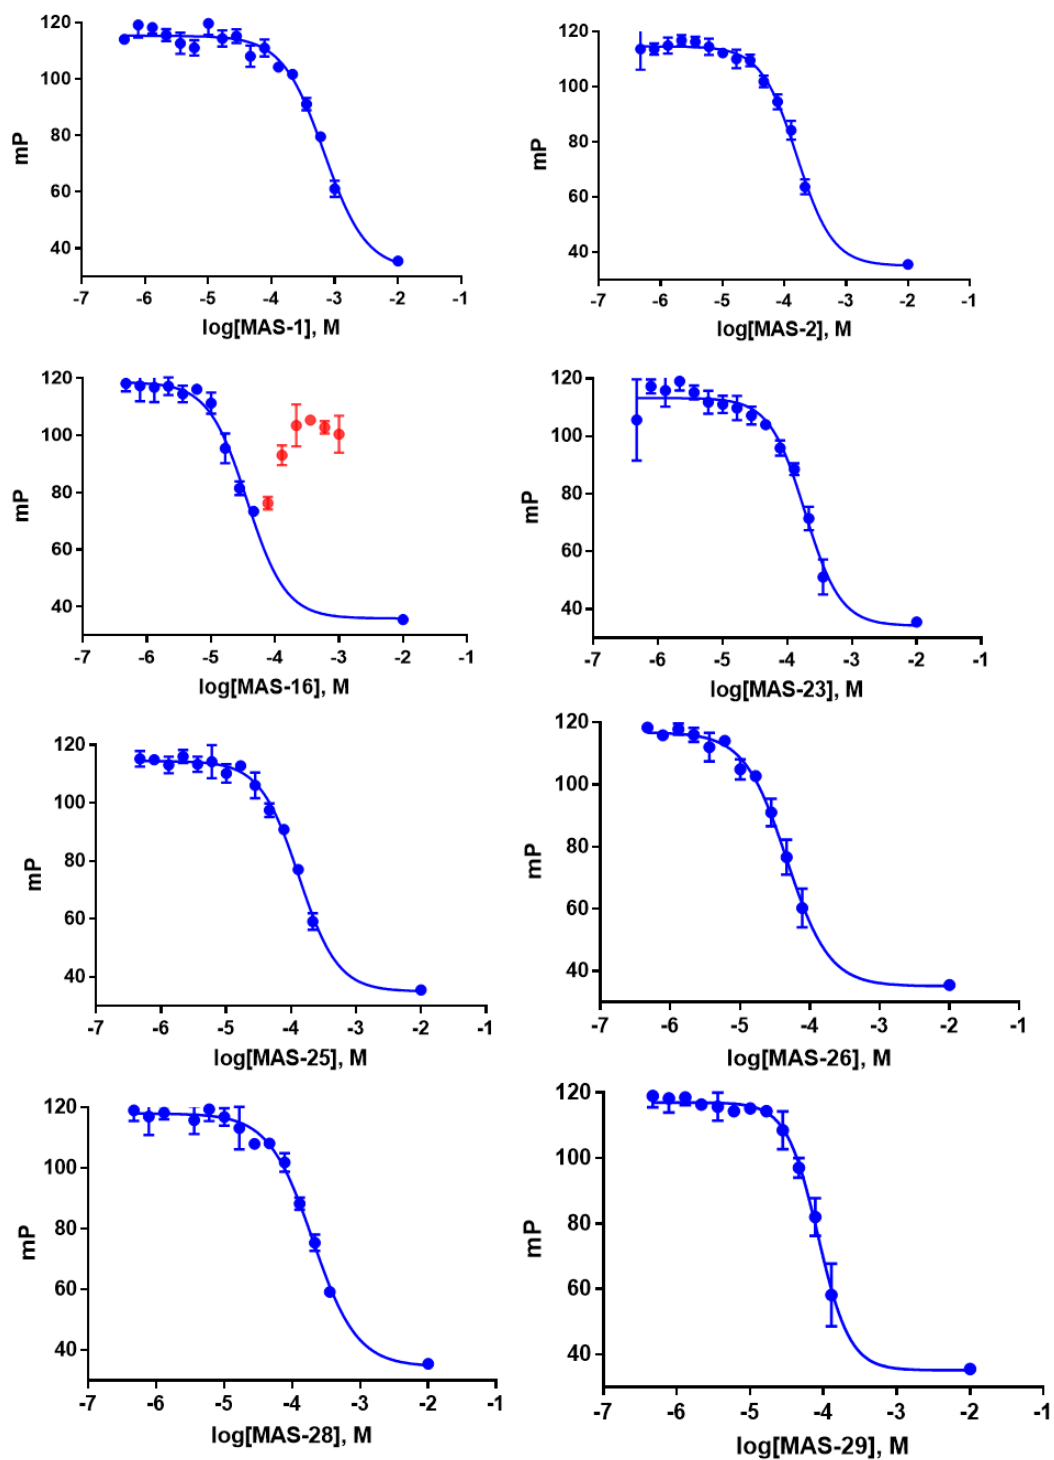 120
100
80
60
40
mP
-7 -6 -5 -4 -3 -2 -1
log[MAS-1], M
120
100
80
60
40
mP
-7 -6 -5 -4 -3 -2 -1
log[MAS-2], M
120
100
80
60
40
mP
-7 -6 -5 -4 -3 -2 -1
log[MAS-16], M
120
100
80
60
40
mP
-7 -6 -5 -4 -3 -2 -1
log[MAS-23], M
120
100
80
60
40
mP
-7 -6 -5 -4 -3 -2 -1
log[MAS-25], M
120
100
80
60
40
mP
-7 -6 -5 -4 -3 -2 -1
log[MAS-26], M
120
100
80
60
40
mP
-7 -6 -5 -4 -3 -2 -1
log[MAS-28], M
120
100
80
60
40
mP
-7 -6 -5 -4 -3 -2 -1
log[MAS-29], M